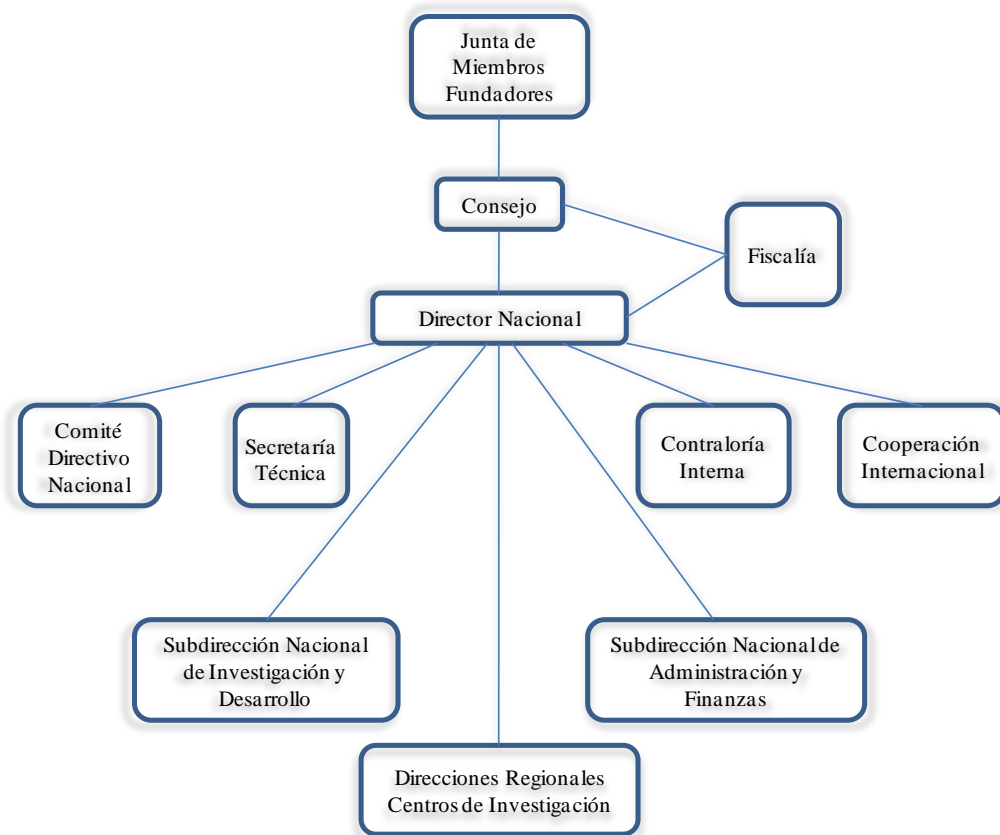 Junta de
Miembros
Fundadores
Consejo
Fiscalía
Director Nacional
Comité
Directivo
Nacional
Secretaría
Técnica
Contraloría
Interna
Cooperación
Internacional
Subdirección Nacional
de Investigación y
Desarrollo
Subdirección Nacional de
Administración y
Finanzas
Direcciones Regionales
Centros de Investigación